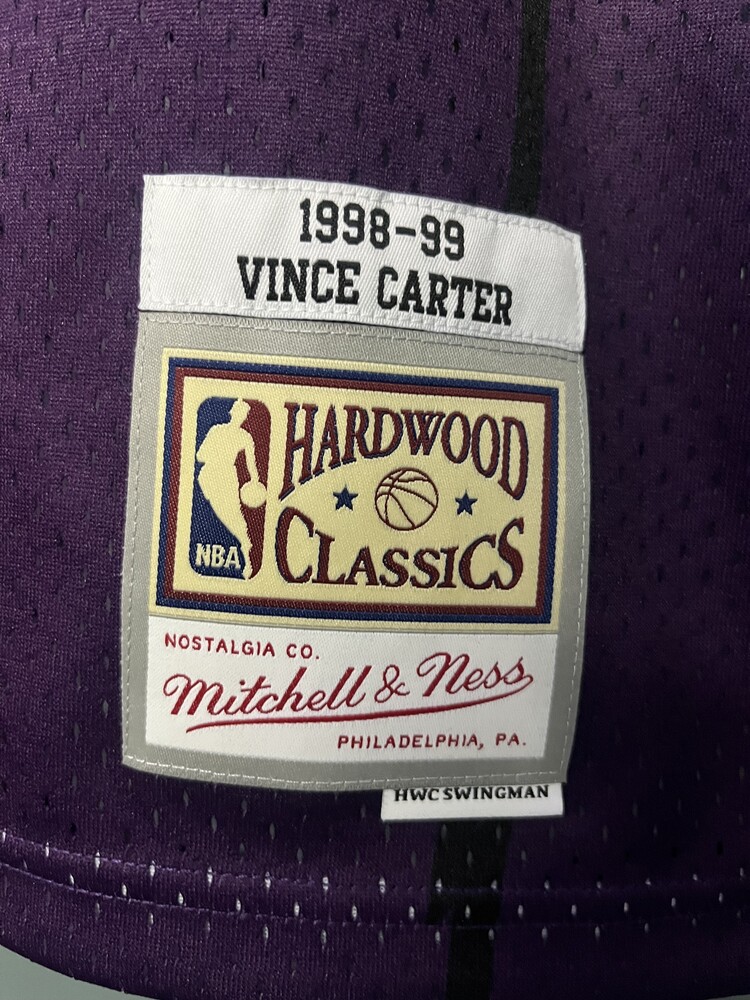 1998-99
VINCE CARTER
HARDWOOD
CLASSICS
NBA
NOSTALGIA CO.
Mitchell & Ness
PHILADELPHIA, PA.
HWC SWINGMAN